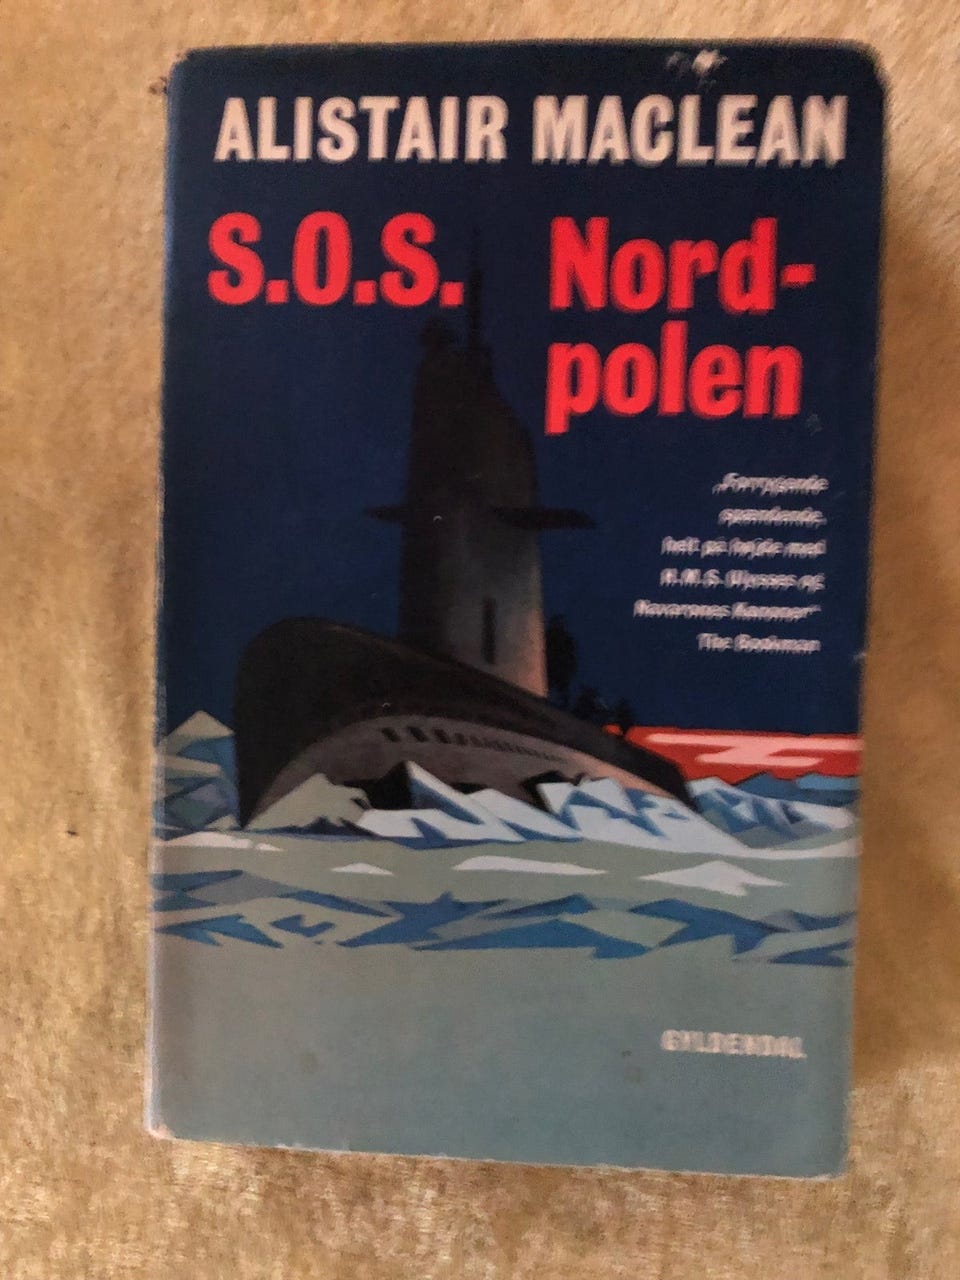 ALISTAIR MACLEAN
S.O.S. Nord-
polen
„Forrygende
spændende,
helt på højde med
H.M.S. Ulysses og
Navarones Kanoner“
The Bookman
GYLDENDAL